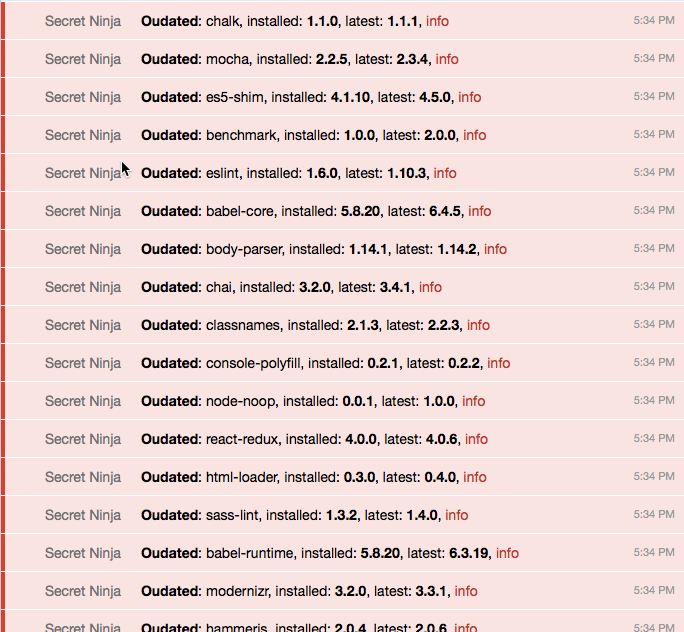 Secret Ninja Oudated: chalk, installed: 1.1.0, latest: 1.1.1, info 5:34 PM
Secret Ninja Oudated: mocha, installed: 2.2.5, latest: 2.3.4, info 5:34 PM
Secret Ninja Oudated: es5-shim, installed: 4.1.10, latest: 4.5.0, info 5:34 PM
Secret Ninja Oudated: benchmark, installed: 1.0.0, latest: 2.0.0, info 5:34 PM
Secret Ninja Oudated: eslint, installed: 1.6.0, latest: 1.10.3, info 5:34 PM
Secret Ninja Oudated: babel-core, installed: 5.8.20, latest: 6.4.5, info 5:34 PM
Secret Ninja Oudated: body-parser, installed: 1.14.1, latest: 1.14.2, info 5:34 PM
Secret Ninja Oudated: chai, installed: 3.2.0, latest: 3.4.1, info 5:34 PM
Secret Ninja Oudated: classnames, installed: 2.1.3, latest: 2.2.3, info 5:34 PM
Secret Ninja Oudated: console-polyfill, installed: 0.2.1, latest: 0.2.2, info 5:34 PM
Secret Ninja Oudated: node-noop, installed: 0.0.1, latest: 1.0.0, info 5:34 PM
Secret Ninja Oudated: react-redux, installed: 4.0.0, latest: 4.0.6, info 5:34 PM
Secret Ninja Oudated: html-loader, installed: 0.3.0, latest: 0.4.0, info 5:34 PM
Secret Ninja Oudated: sass-lint, installed: 1.3.2, latest: 1.4.0, info 5:34 PM
Secret Ninja Oudated: babel-runtime, installed: 5.8.20, latest: 6.3.19, info 5:34 PM
Secret Ninja Oudated: modernizr, installed: 3.2.0, latest: 3.3.1, info 5:34 PM
Secret Ninja Oudated: hammerjs, installed: 2.0.4, latest: 2.0.6, info 5:34 PM